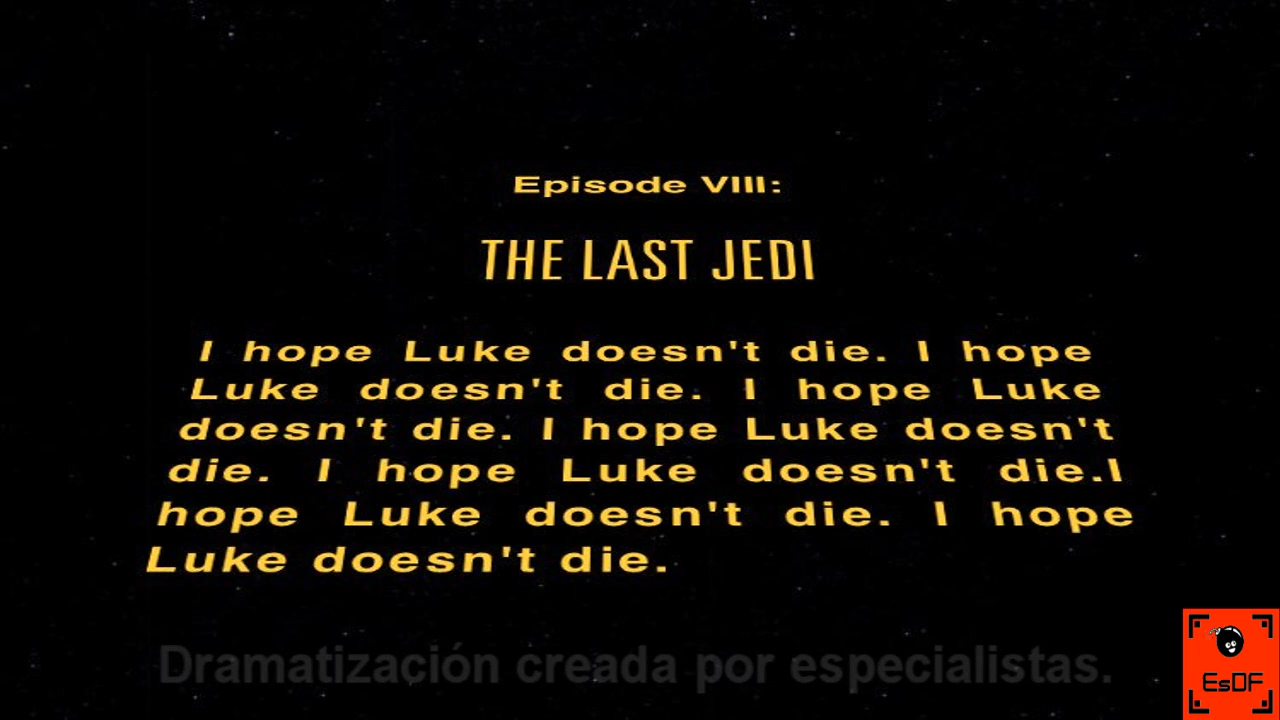 Episode VIII:
THE LAST JEDI
I hope Luke doesn't die. I hope
Luke doesn't die. I hope Luke
doesn't die. I hope Luke doesn't
die. I hope Luke doesn't die.I
hope Luke doesn't die. I hope
Luke doesn't die.
Dramatización creada por especialistas.
EsDF